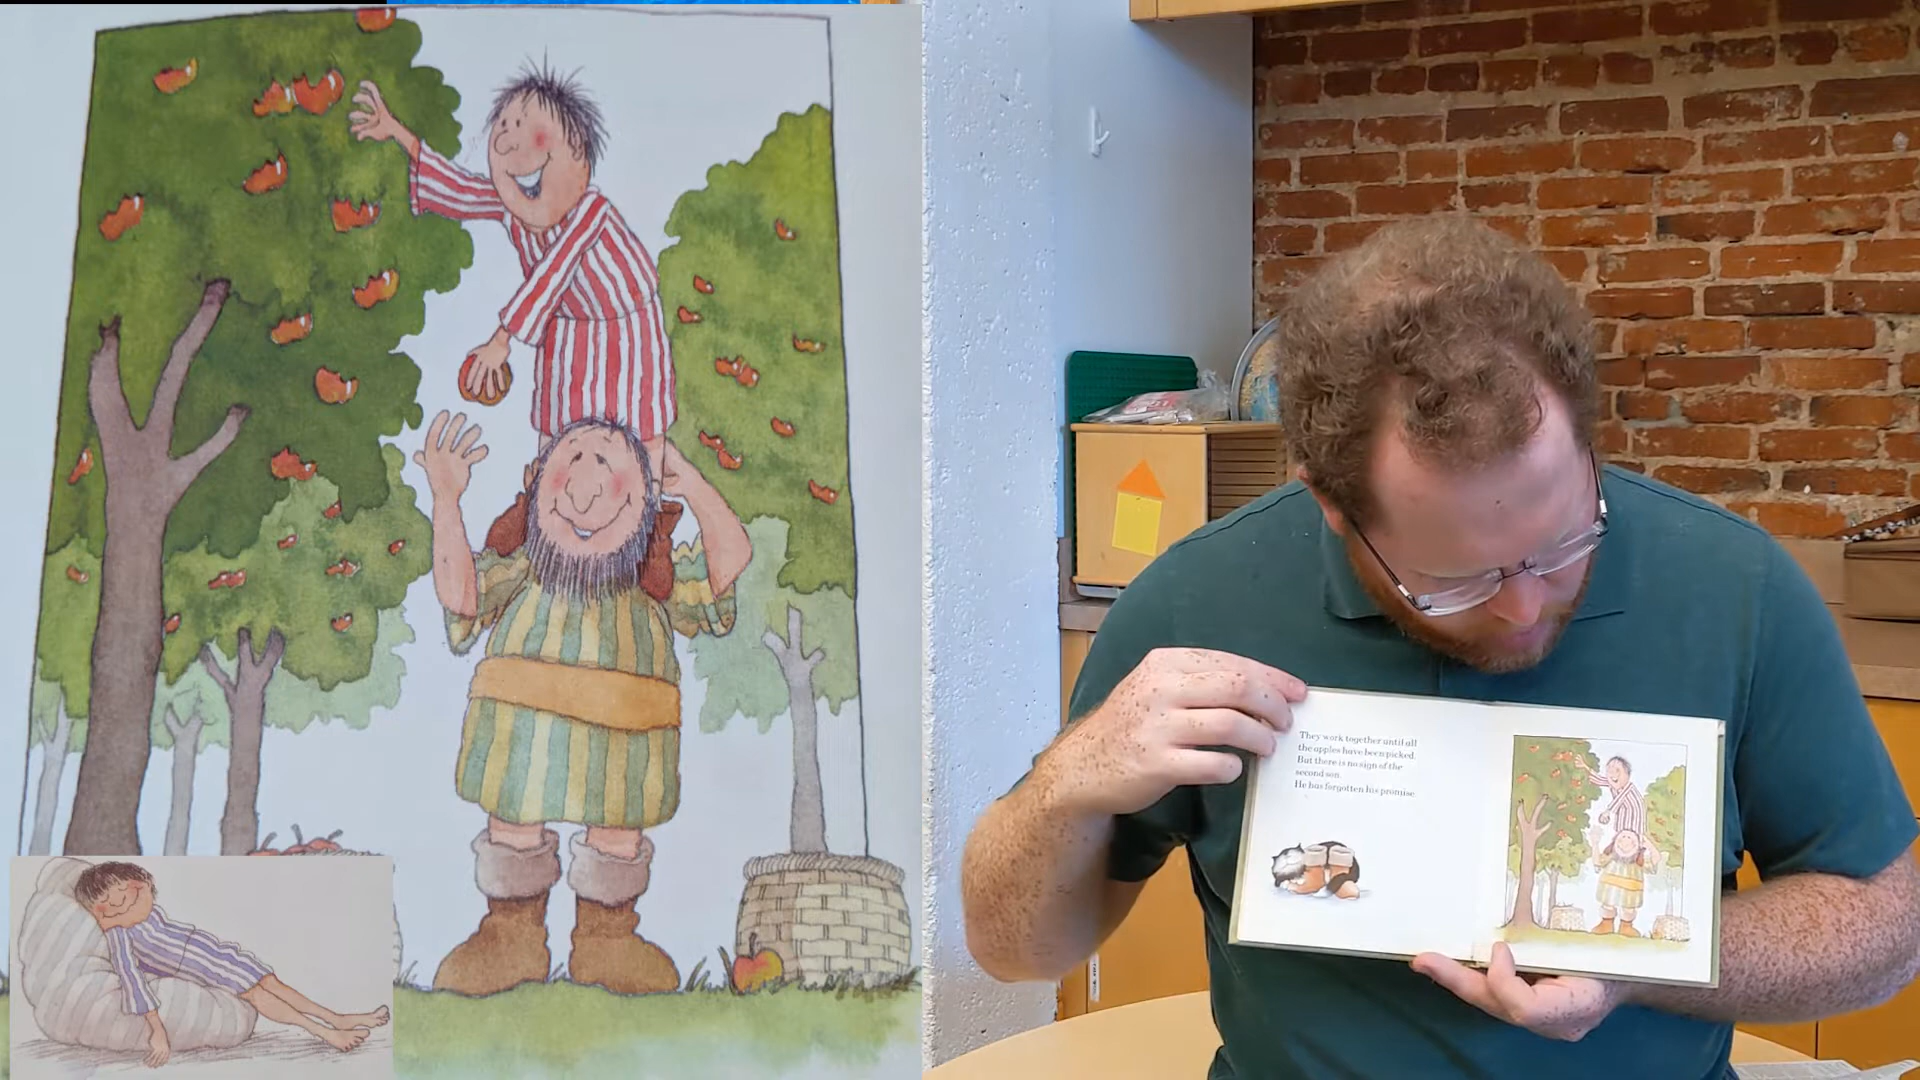 They work together until all
the apples have been picked.
But there is no sign of the
second son.
He has forgotten his promise